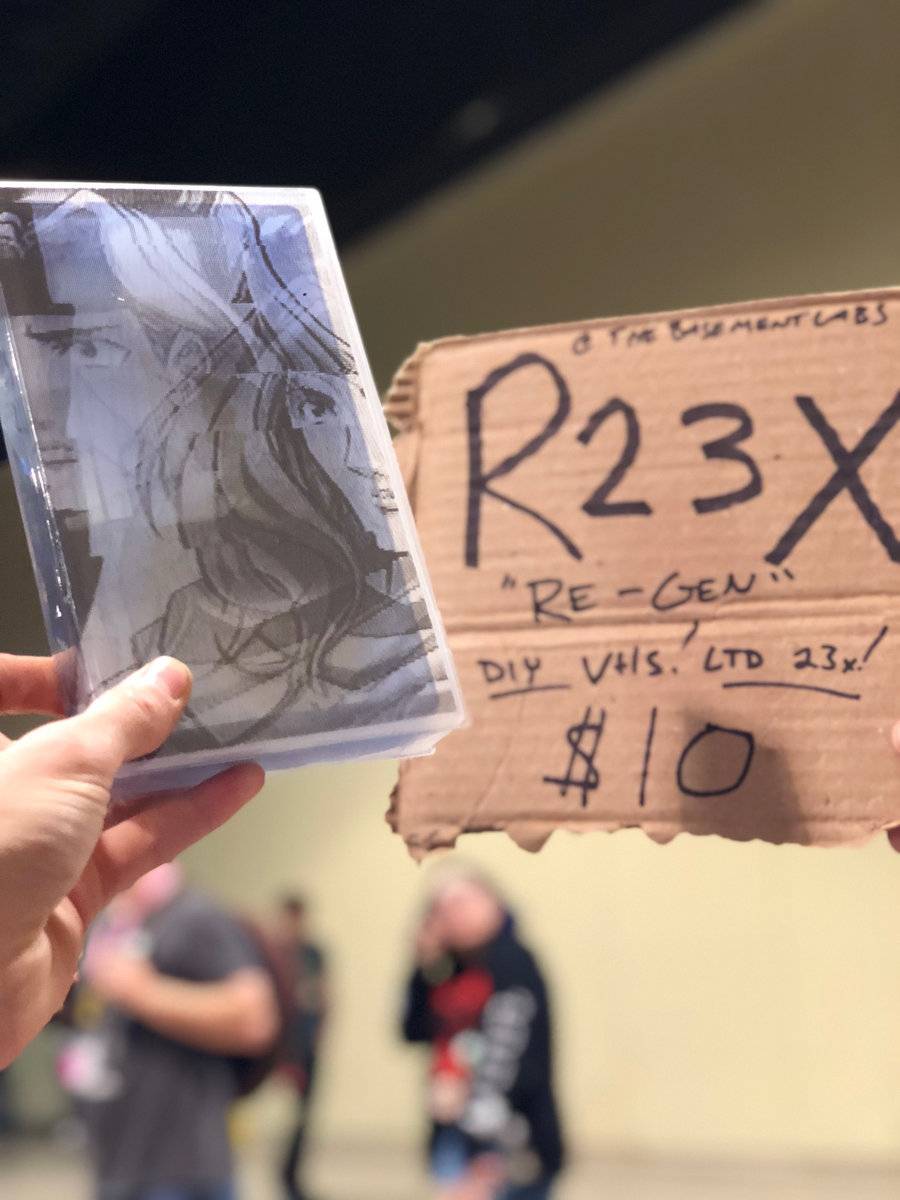 @ THE BASEMENT LABS
R23X
"RE-GEN"
DIY VHS! LTD 23x!
$10